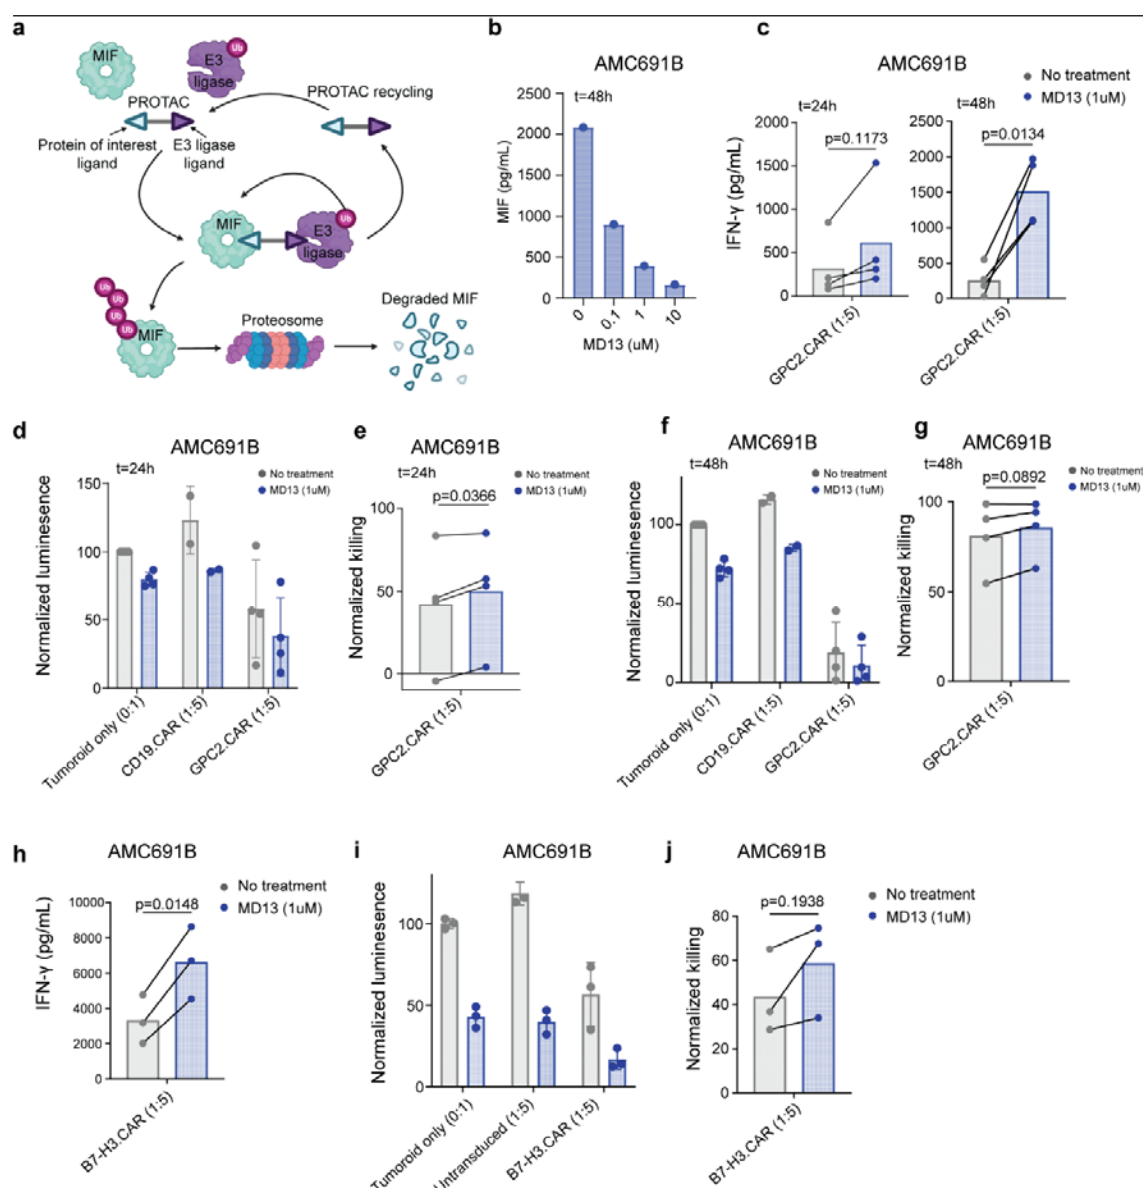 a
MIF
E3
ligase
Ub
PROTAC
PROTAC recycling
Protein of interest
ligand
E3 ligase
ligand
MIF
E3
ligase
Ub
Ub
Ub
Ub
Ub
MIF
Proteosome
Degraded MIF
b
AMC691B
t=48h
MIF (pg/mL)
2500
2000
1500
1000
500
0
0
0.1
1
10
MD13 (uM)
c
AMC691B
No treatment
MD13 (1uM)
t=24h
p=0.1173
IFN-γ (pg/mL)
2000
1500
1000
500
0
GPC2.CAR (1:5)
t=48h
p=0.0134
2500
2000
1500
1000
500
0
GPC2.CAR (1:5)
d
AMC691B
t=24h
No treatment
MD13 (1uM)
Normalized luminesence
150
100
50
0
Tumoroid only (0:1)
CD19.CAR (1:5)
GPC2.CAR (1:5)
e
AMC691B
t=24h
No treatment
MD13 (1uM)
p=0.0366
Normalized killing
100
50
0
GPC2.CAR (1:5)
f
AMC691B
t=48h
No treatment
MD13 (1uM)
Normalized luminesence
100
50
0
Tumoroid only (0:1)
CD19.CAR (1:5)
GPC2.CAR (1:5)
g
AMC691B
t=48h
No treatment
MD13 (1uM)
p=0.0892
Normalized killing
100
50
0
GPC2.CAR (1:5)
h
AMC691B
No treatment
MD13 (1uM)
p=0.0148
IFN-γ (pg/mL)
10000
8000
6000
4000
2000
0
B7-H3.CAR (1:5)
i
AMC691B
Normalized luminesence
100
50
0
Tumoroid only (0:1)
Untransduced (1:5)
B7-H3.CAR (1:5)
j
AMC691B
No treatment
MD13 (1uM)
p=0.1938
Normalized killing
80
60
40
20
0
B7-H3.CAR (1:5)